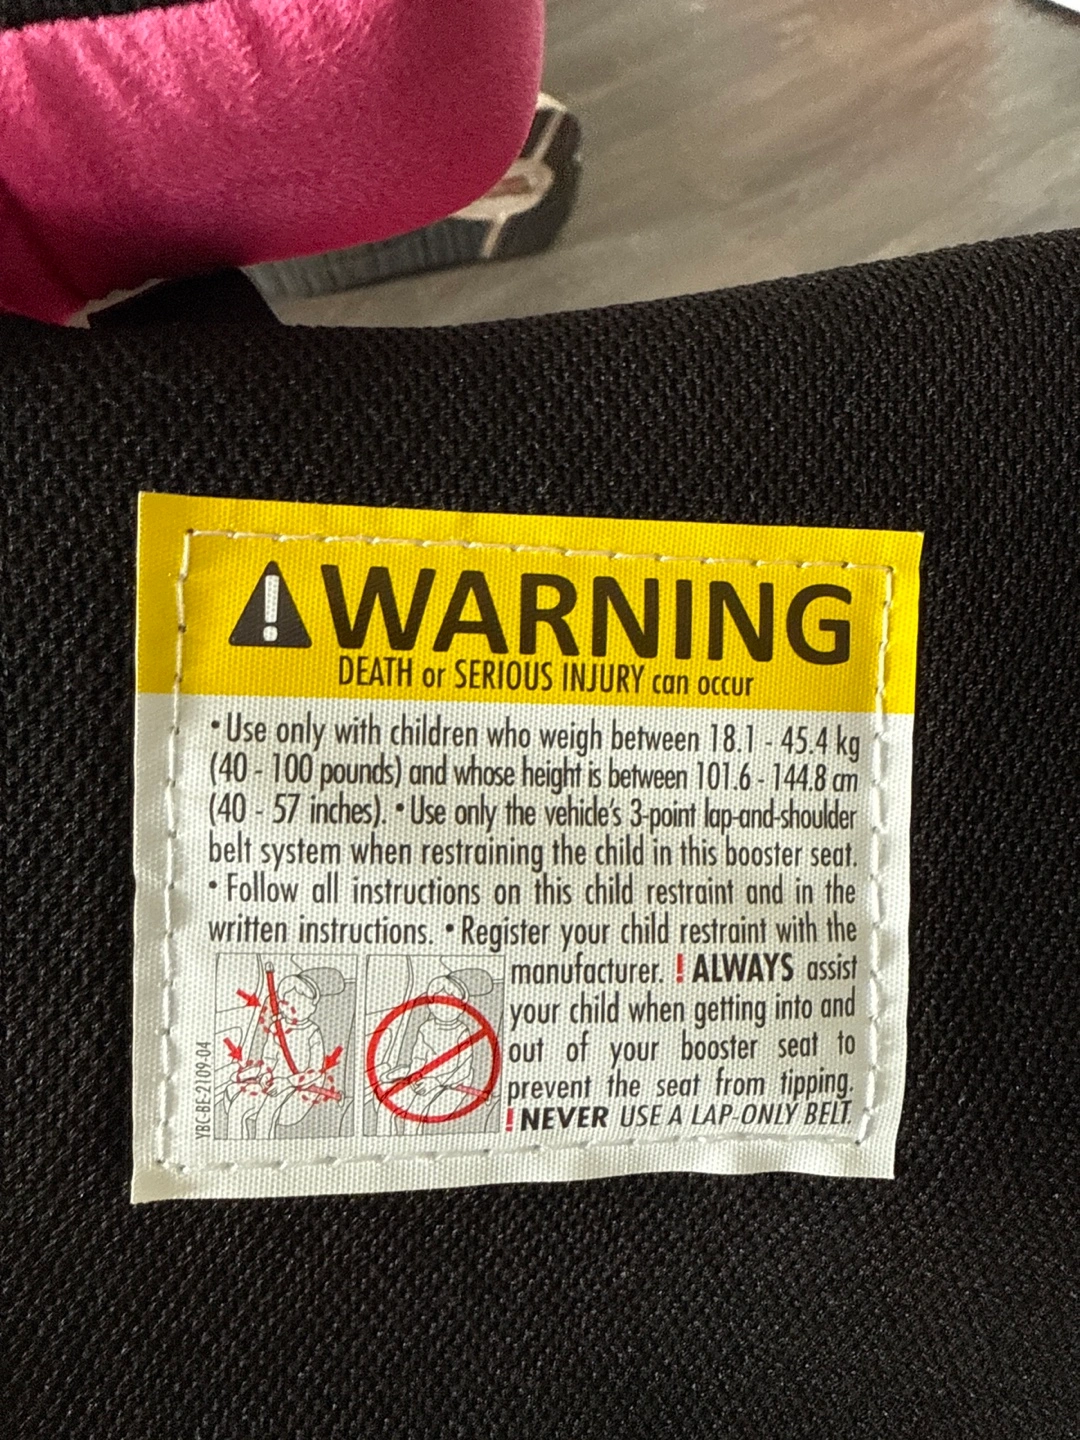 WARNING
DEATH or SERIOUS INJURY can occur
• Use only with children who weigh between 18.1 - 45.4 kg
(40 - 100 pounds) and whose height is between 101.6 - 144.8 cm
(40 - 57 inches). • Use only the vehicle's 3-point lap-and-shoulder
belt system when restraining the child in this booster seat.
• Follow all instructions on this child restraint and in the
written instructions. • Register your child restraint with the
manufacturer. ! ALWAYS assist
your child when getting into and
out of your booster seat to
prevent the seat from tipping.
! NEVER USE A LAP-ONLY BELT.
YBC-BE-2109-04